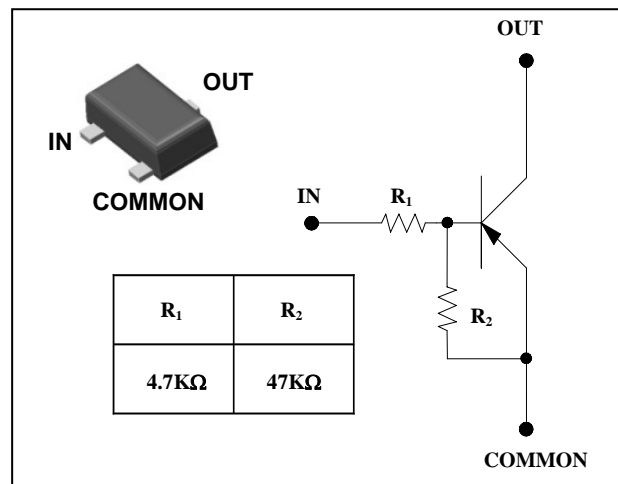 OUT
OUT
IN
COMMON
IN
R₁
R₂
R₁ R₂
4.7KΩ 47KΩ
COMMON